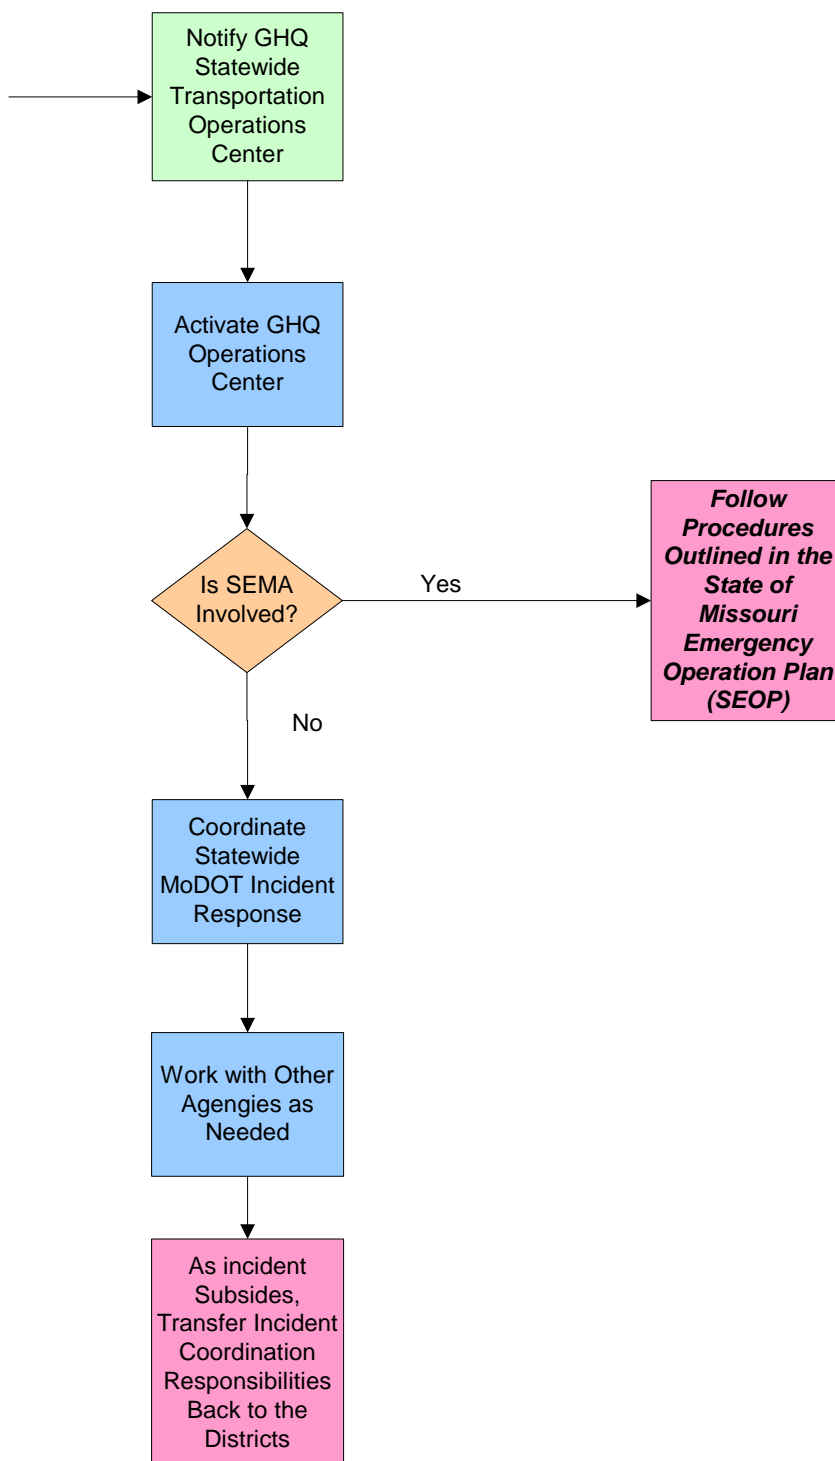 Notify GHQ
Statewide
Transportation
Operations
Center
Activate GHQ
Operations
Center
Is SEMA
Involved?
Yes
Follow
Procedures
Outlined in the
State of
Missouri
Emergency
Operation Plan
(SEOP)
No
Coordinate
Statewide
MoDOT Incident
Response
Work with Other
Agengies as
Needed
As incident
Subsides,
Transfer Incident
Coordination
Responsibilities
Back to the
Districts